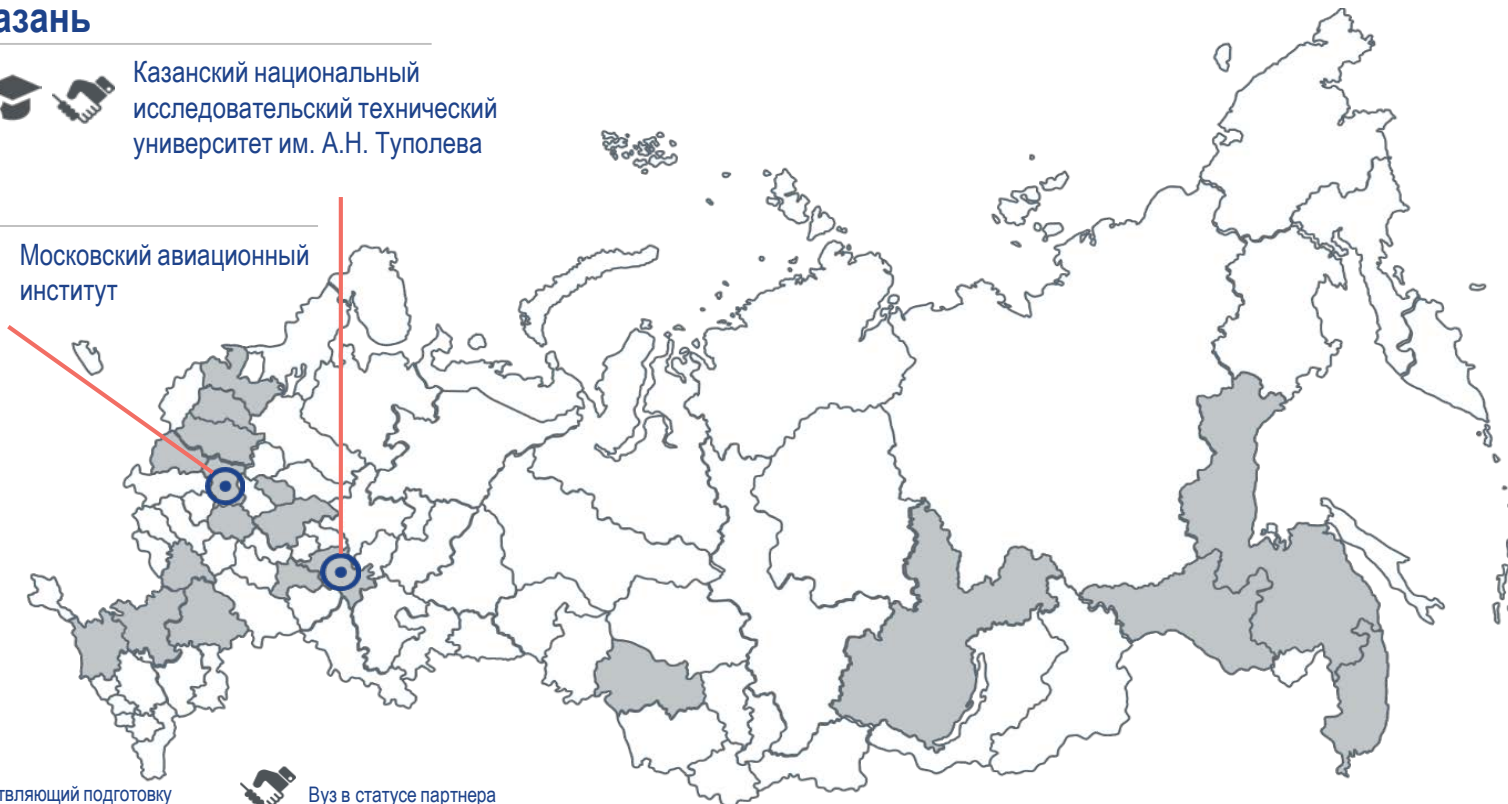 азань
Казанский национальный
исследовательский технический
университет им. А.Н. Туполева
Московский авиационный
институт
твляющий подготовку
Вуз в статусе партнера